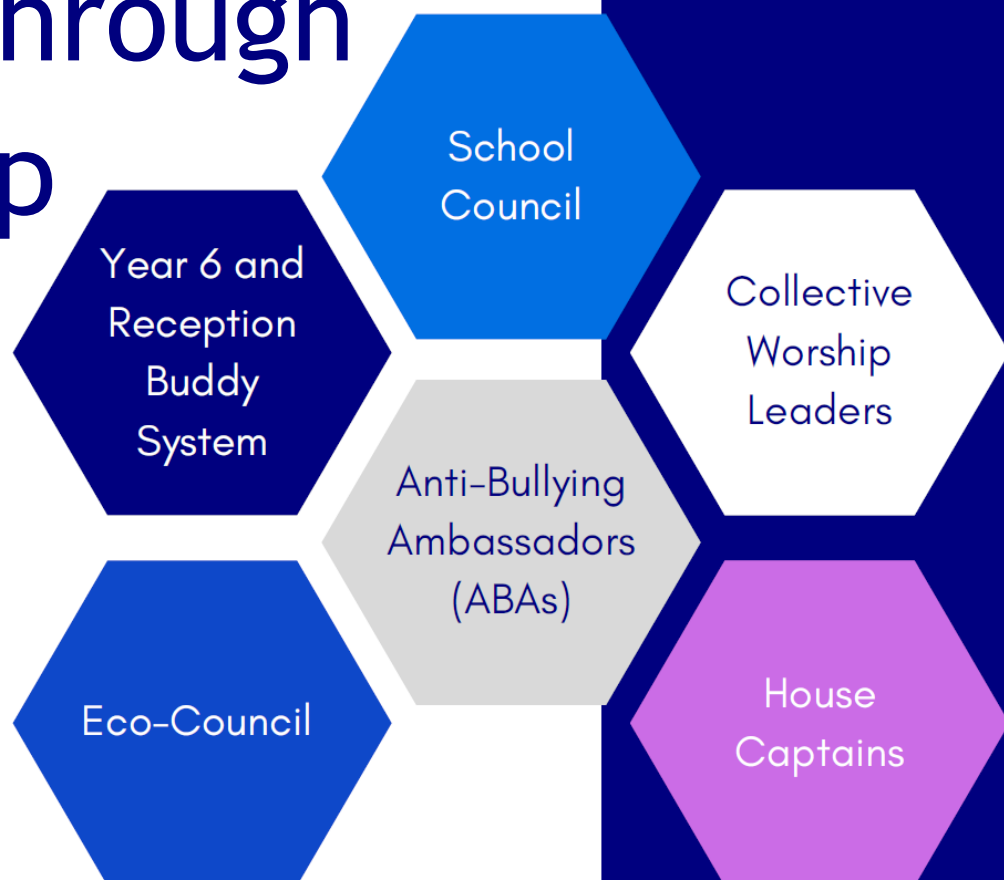 hrough
p
School
Council
Year 6 and
Reception
Buddy
System
Collective
Worship
Leaders
Anti-Bullying
Ambassadors
(ABAs)
Eco-Council
House
Captains